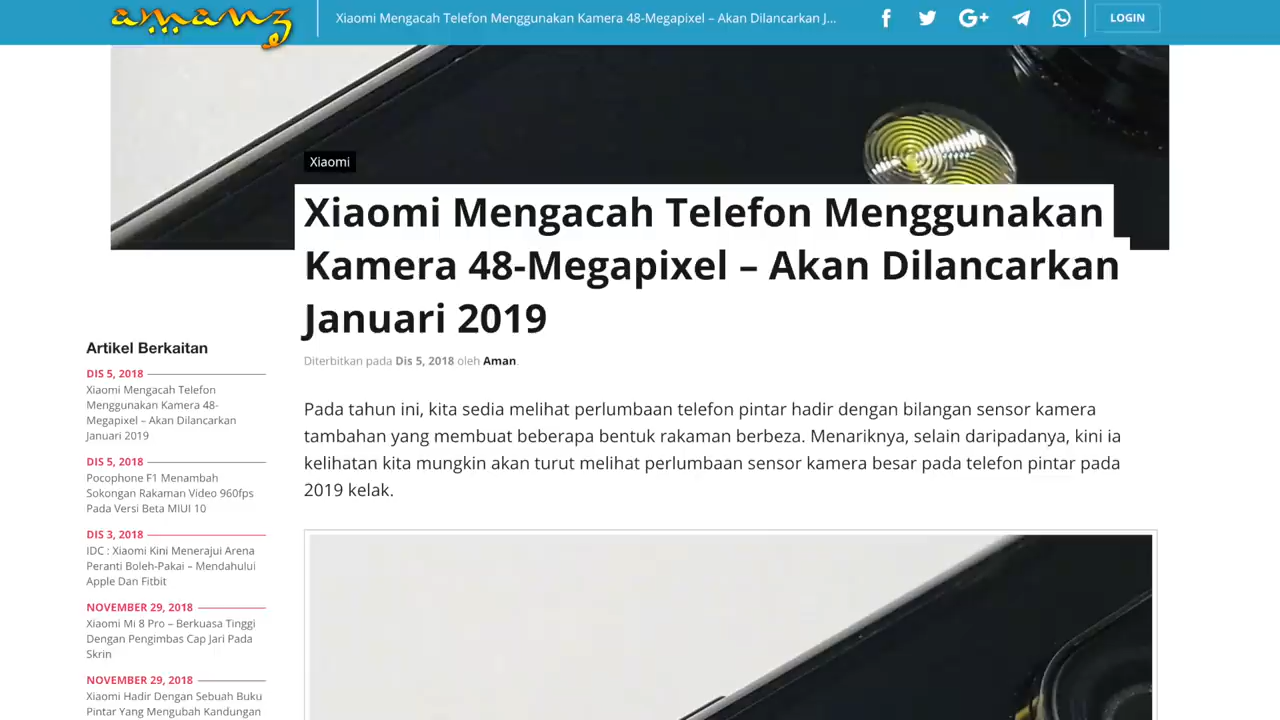 amanz
Xiaomi Mengacah Telefon Menggunakan Kamera 48-Megapixel – Akan Dilancarkan J...
LOGIN
Xiaomi
Xiaomi Mengacah Telefon Menggunakan
Kamera 48-Megapixel – Akan Dilancarkan
Januari 2019
Diterbitkan pada Dis 5, 2018 oleh Aman.
Pada tahun ini, kita sedia melihat perlumbaan telefon pintar hadir dengan bilangan sensor kamera
tambahan yang membuat beberapa bentuk rakaman berbeza. Menariknya, selain daripadanya, kini ia
kelihatan kita mungkin akan turut melihat perlumbaan sensor kamera besar pada telefon pintar pada
2019 kelak.
Artikel Berkaitan
DIS 5, 2018
Xiaomi Mengacah Telefon
Menggunakan Kamera 48-
Megapixel – Akan Dilancarkan
Januari 2019
DIS 5, 2018
Pocophone F1 Menambah
Sokongan Rakaman Video 960fps
Pada Versi Beta MIUI 10
DIS 3, 2018
IDC : Xiaomi Kini Menerajui Arena
Peranti Boleh-Pakai – Mendahului
Apple Dan Fitbit
NOVEMBER 29, 2018
Xiaomi Mi 8 Pro – Berkuasa Tinggi
Dengan Pengimbas Cap Jari Pada
Skrin
NOVEMBER 29, 2018
Xiaomi Hadir Dengan Sebuah Buku
Pintar Yang Mengubah Kandungan